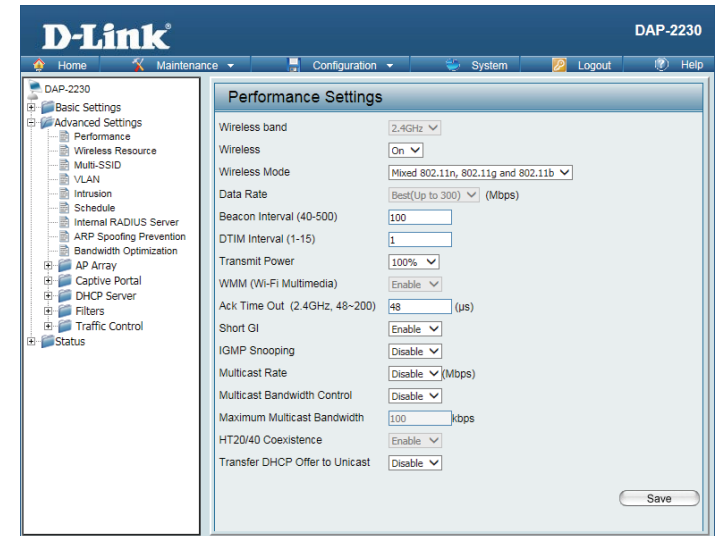 D-Link®
DAP-2230
Home Maintenance Configuration System Logout Help
DAP-2230
Basic Settings
Advanced Settings
Performance
Wireless Resource
Multi-SSID
VLAN
Intrusion
Schedule
Internal RADIUS Server
ARP Spoofing Prevention
Bandwidth Optimization
AP Array
Captive Portal
DHCP Server
Filters
Traffic Control
Status
Performance Settings
Wireless band 2.4GHz
Wireless On
Wireless Mode Mixed 802.11n, 802.11g and 802.11b
Data Rate Best(Up to 300) (Mbps)
Beacon Interval (40-500) 100
DTIM Interval (1-15) 1
Transmit Power 100%
WMM (Wi-Fi Multimedia) Enable
Ack Time Out (2.4GHz, 48~200) 48 (µs)
Short GI Enable
IGMP Snooping Disable
Multicast Rate Disable (Mbps)
Multicast Bandwidth Control Disable
Maximum Multicast Bandwidth 100 kbps
HT20/40 Coexistence Enable
Transfer DHCP Offer to Unicast Disable
Save